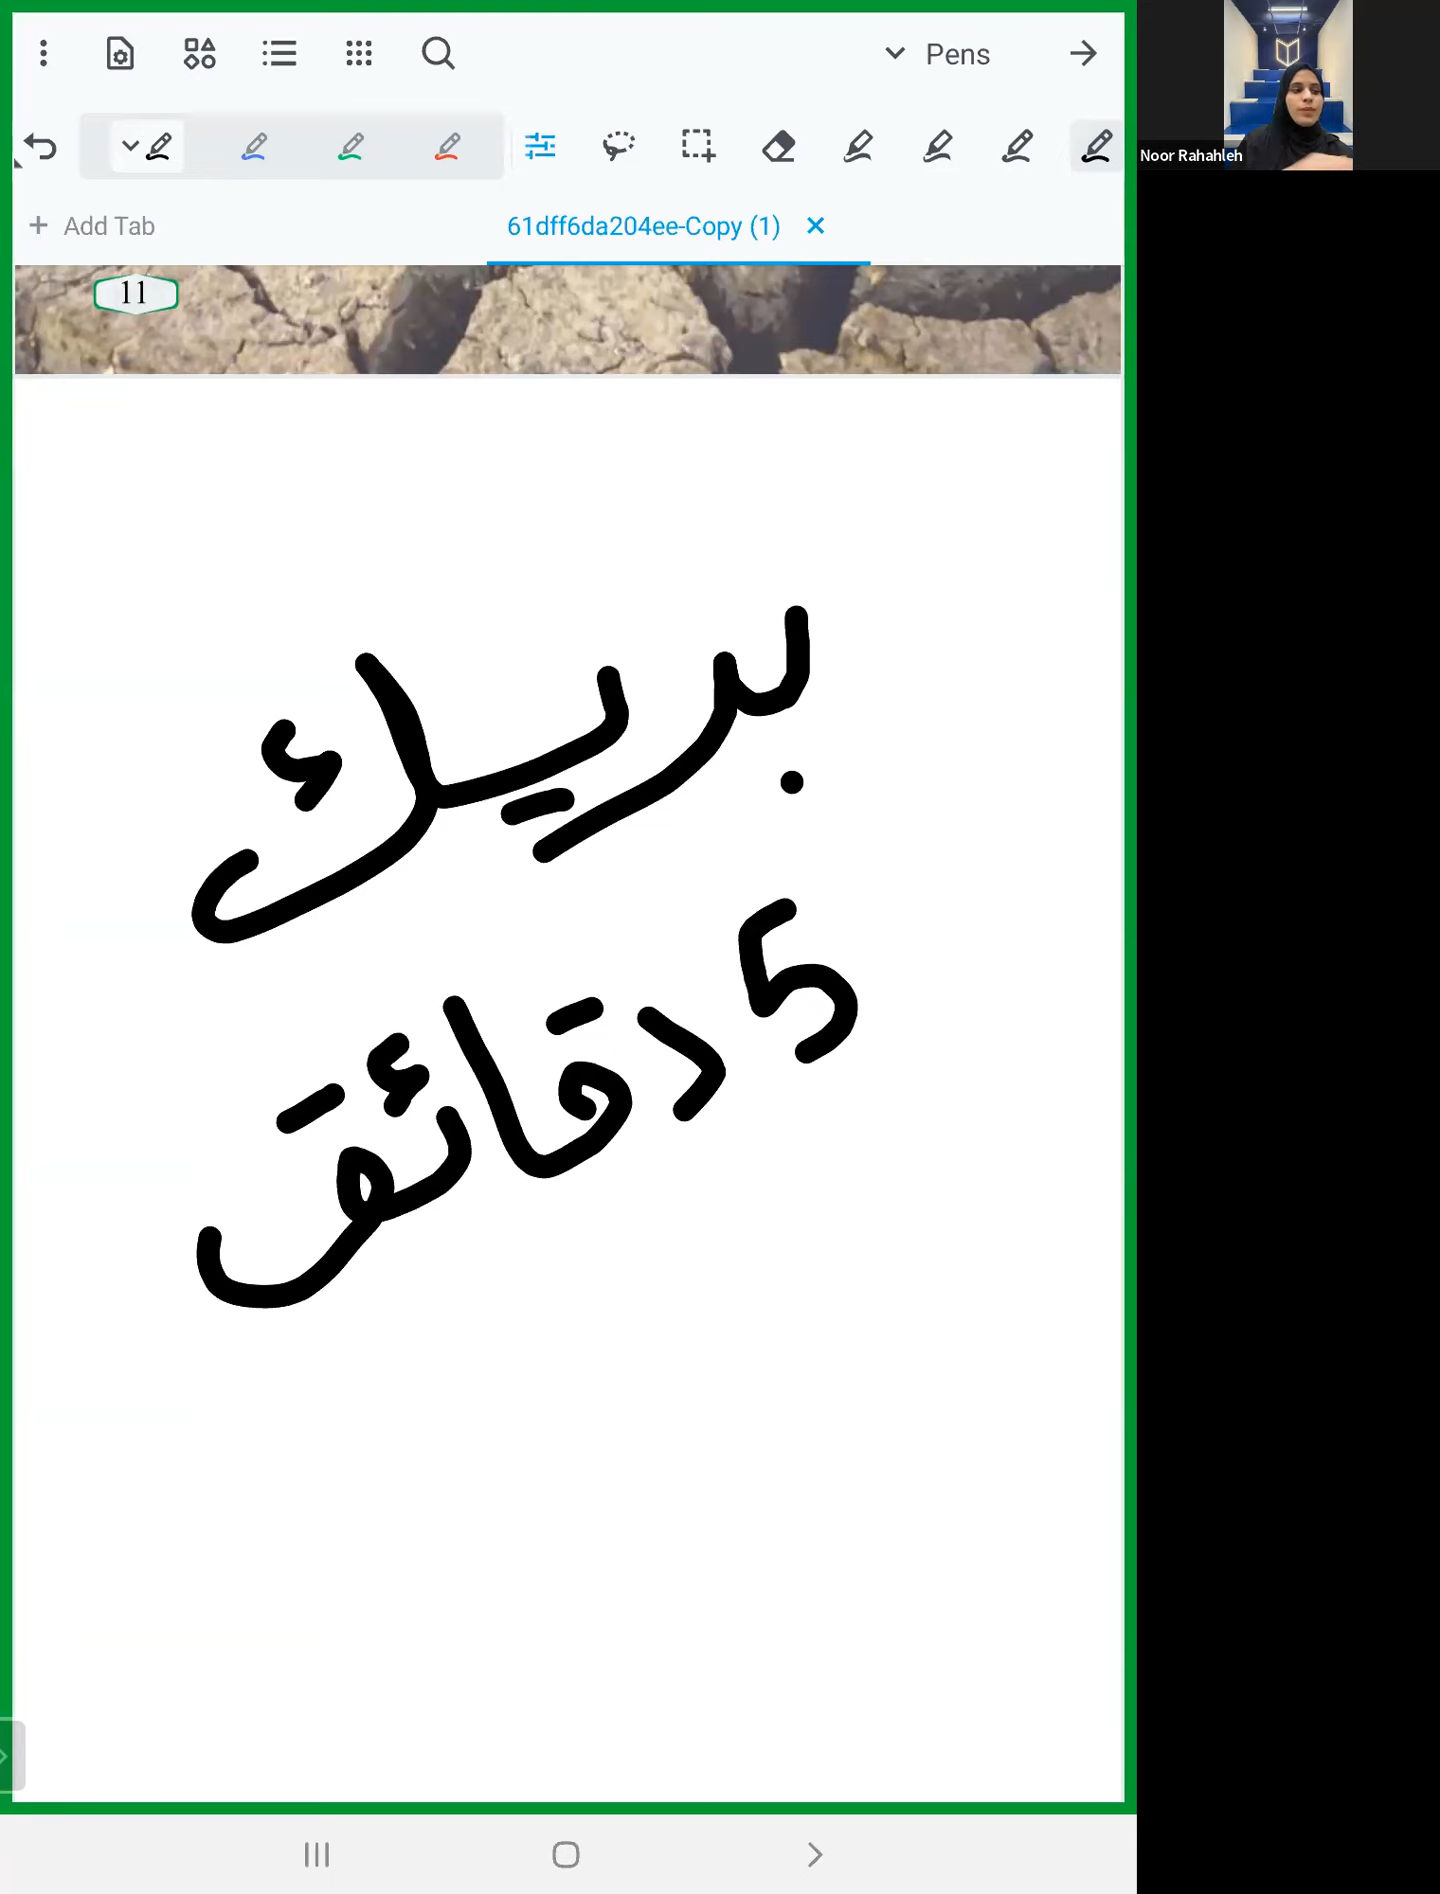 Pens
Noor Rahahleh
+ Add Tab
61dff6da204ee-Copy (1) ×
11
بريك
5 دقائق